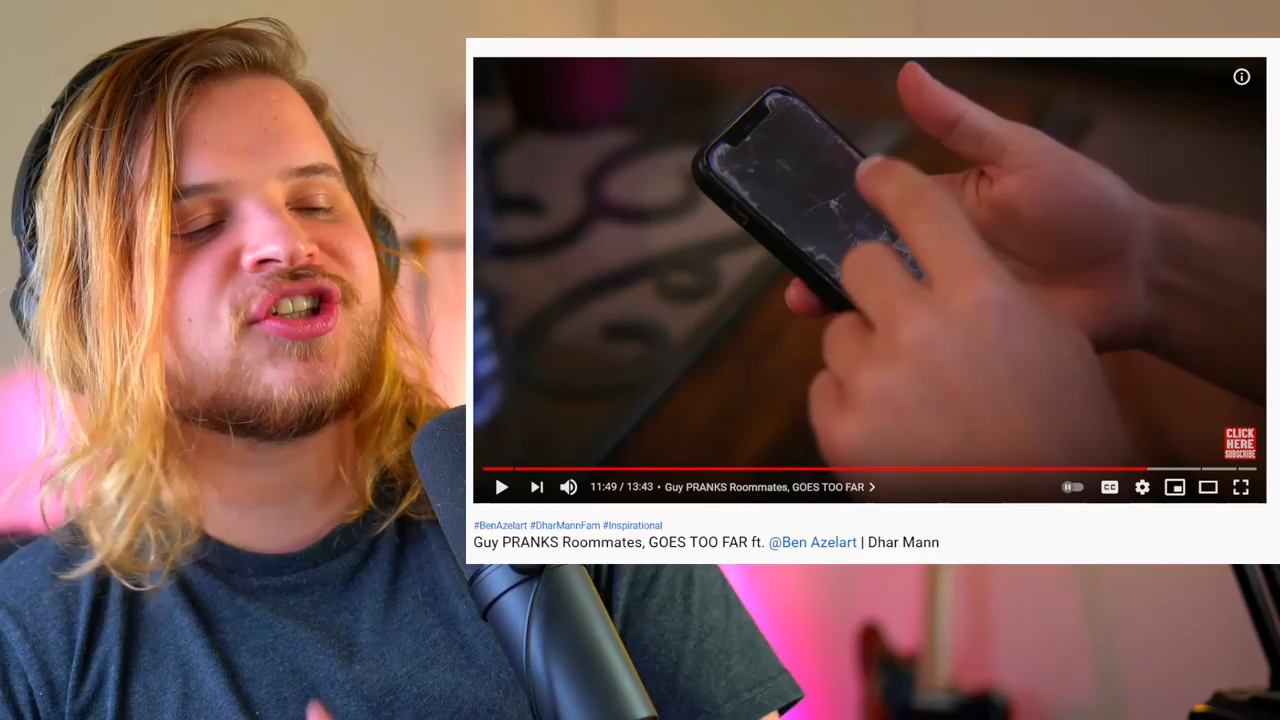 CLICK
HERE
SUBSCRIBE
11:49 / 13:43 • Guy PRANKS Roommates, GOES TOO FAR
CC
#BenAzelart #DharMannFam #Inspirational
Guy PRANKS Roommates, GOES TOO FAR ft. @Ben Azelart | Dhar Mann